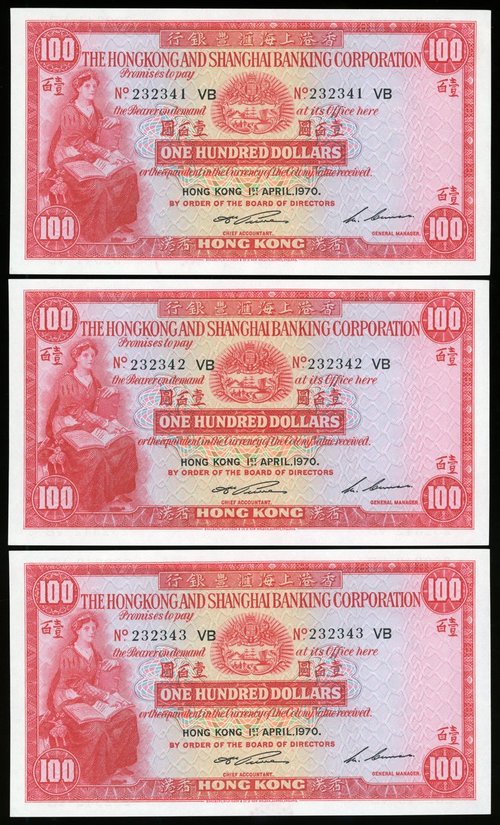 100 行銀豐滙海上港香 100
THE HONGKONG AND SHANGHAI BANKING CORPORATION
Promises to pay
百壹 Nº 232341 VB Nº 232341 VB 百壹
the Bearer on demand at its Office here
圓百壹 圓百壹
ONE HUNDRED DOLLARS
or the equivalent in the Currency of the Colony, value received.
HONG KONG 1ST APRIL, 1970. 百壹
BY ORDER OF THE BOARD OF DIRECTORS
CHIEF ACCOUNTANT. GENERAL MANAGER.
100 港香 HONG KONG 港香 100
100 行銀豐滙海上港香 100
THE HONGKONG AND SHANGHAI BANKING CORPORATION
Promises to pay
百壹 Nº 232342 VB Nº 232342 VB 百壹
the Bearer on demand at its Office here
圓百壹 圓百壹
ONE HUNDRED DOLLARS
or the equivalent in the Currency of the Colony, value received.
HONG KONG 1ST APRIL, 1970. 百壹
BY ORDER OF THE BOARD OF DIRECTORS
CHIEF ACCOUNTANT. GENERAL MANAGER.
100 港香 HONG KONG 港香 100
100 行銀豐滙海上港香 100
THE HONGKONG AND SHANGHAI BANKING CORPORATION
Promises to pay
百壹 Nº 232343 VB Nº 232343 VB 百壹
the Bearer on demand at its Office here
圓百壹 圓百壹
ONE HUNDRED DOLLARS
or the equivalent in the Currency of the Colony, value received.
HONG KONG 1ST APRIL, 1970. 百壹
BY ORDER OF THE BOARD OF DIRECTORS
CHIEF ACCOUNTANT. GENERAL MANAGER.
100 港香 HONG KONG 港香 100